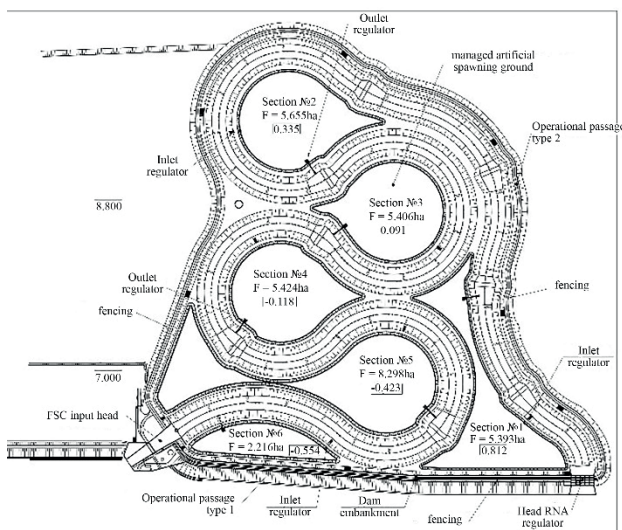 Outlet
regulator
managed artificial
spawning ground
Section №2
F = 5,655ha
0.335
Operational passage
type 2
Inlet
regulator
Section №3
F = 5.406ha
0.091
8,800
Section №4
F – 5.424ha
-0.118
Outlet
regulator
fencing
fencing
Section №5
F = 8,298ha
-0.423
Inlet
regulator
7.000
FSC input head
Section №1
F = 5.393ha
0,812
Section №6
F = 2.216ha
-0.554
Operational passage
type 1
Inlet
regulator
Dam
embankment
fencing
Head RNA
regulator